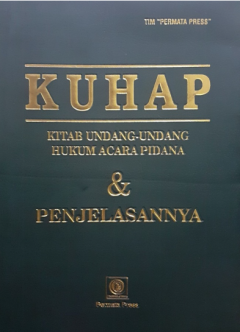 TIM "PERMATA PRESS"
KUHAP
KITAB UNDANG-UNDANG
HUKUM ACARA PIDANA
&
PENJELASANNYA
Permata Press